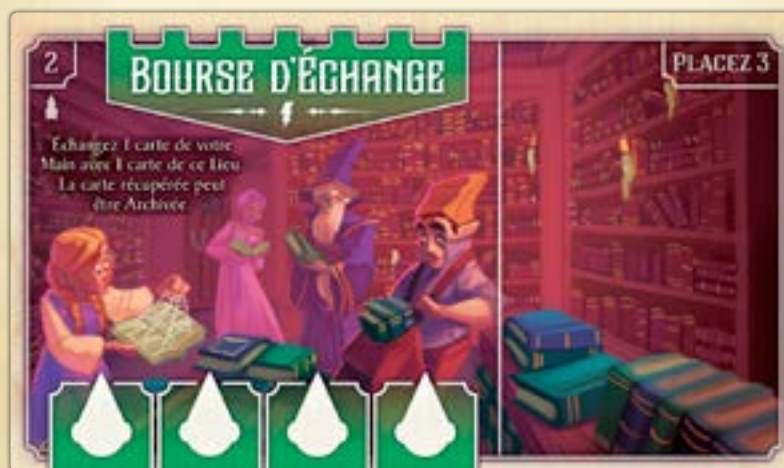 2
BOURSE D'ÉCHANGE
PLACEZ 3
Échangez 1 carte de votre
Main avec 1 carte de ce Lieu
La carte récupérée peut
être Archivée